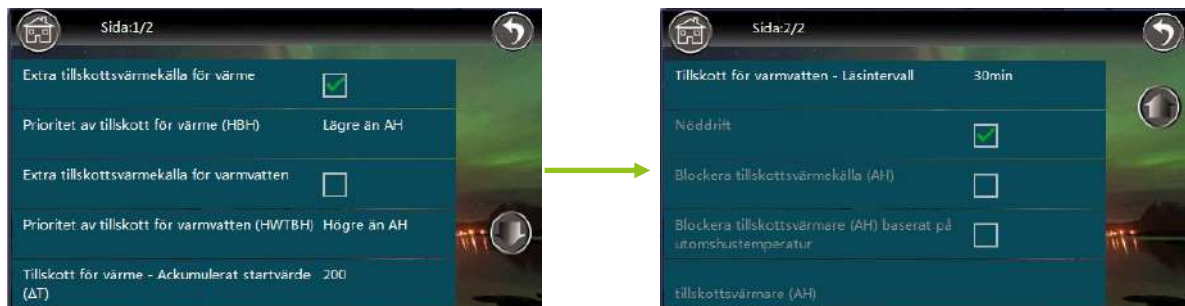 Sida:1/2
Extra tillskottsvärmekälla för värme
Prioritet av tillskott för värme (HBH) Lägre än AH
Extra tillskottsvärmekälla för varmvatten
Prioritet av tillskott för varmvatten (HWTBH) Högre än AH
Tillskott för värme - Ackumulerat startvärde 200
(ΔT)
Sida:2/2
Tillskott för varmvatten - Läsintervall 30min
Nöddrift
Blockera tillskottsvärmekälla (AH)
Blockera tillskottsvärmare (AH) baserat på
utomshustemperatur
tillskottsvärmare (AH)